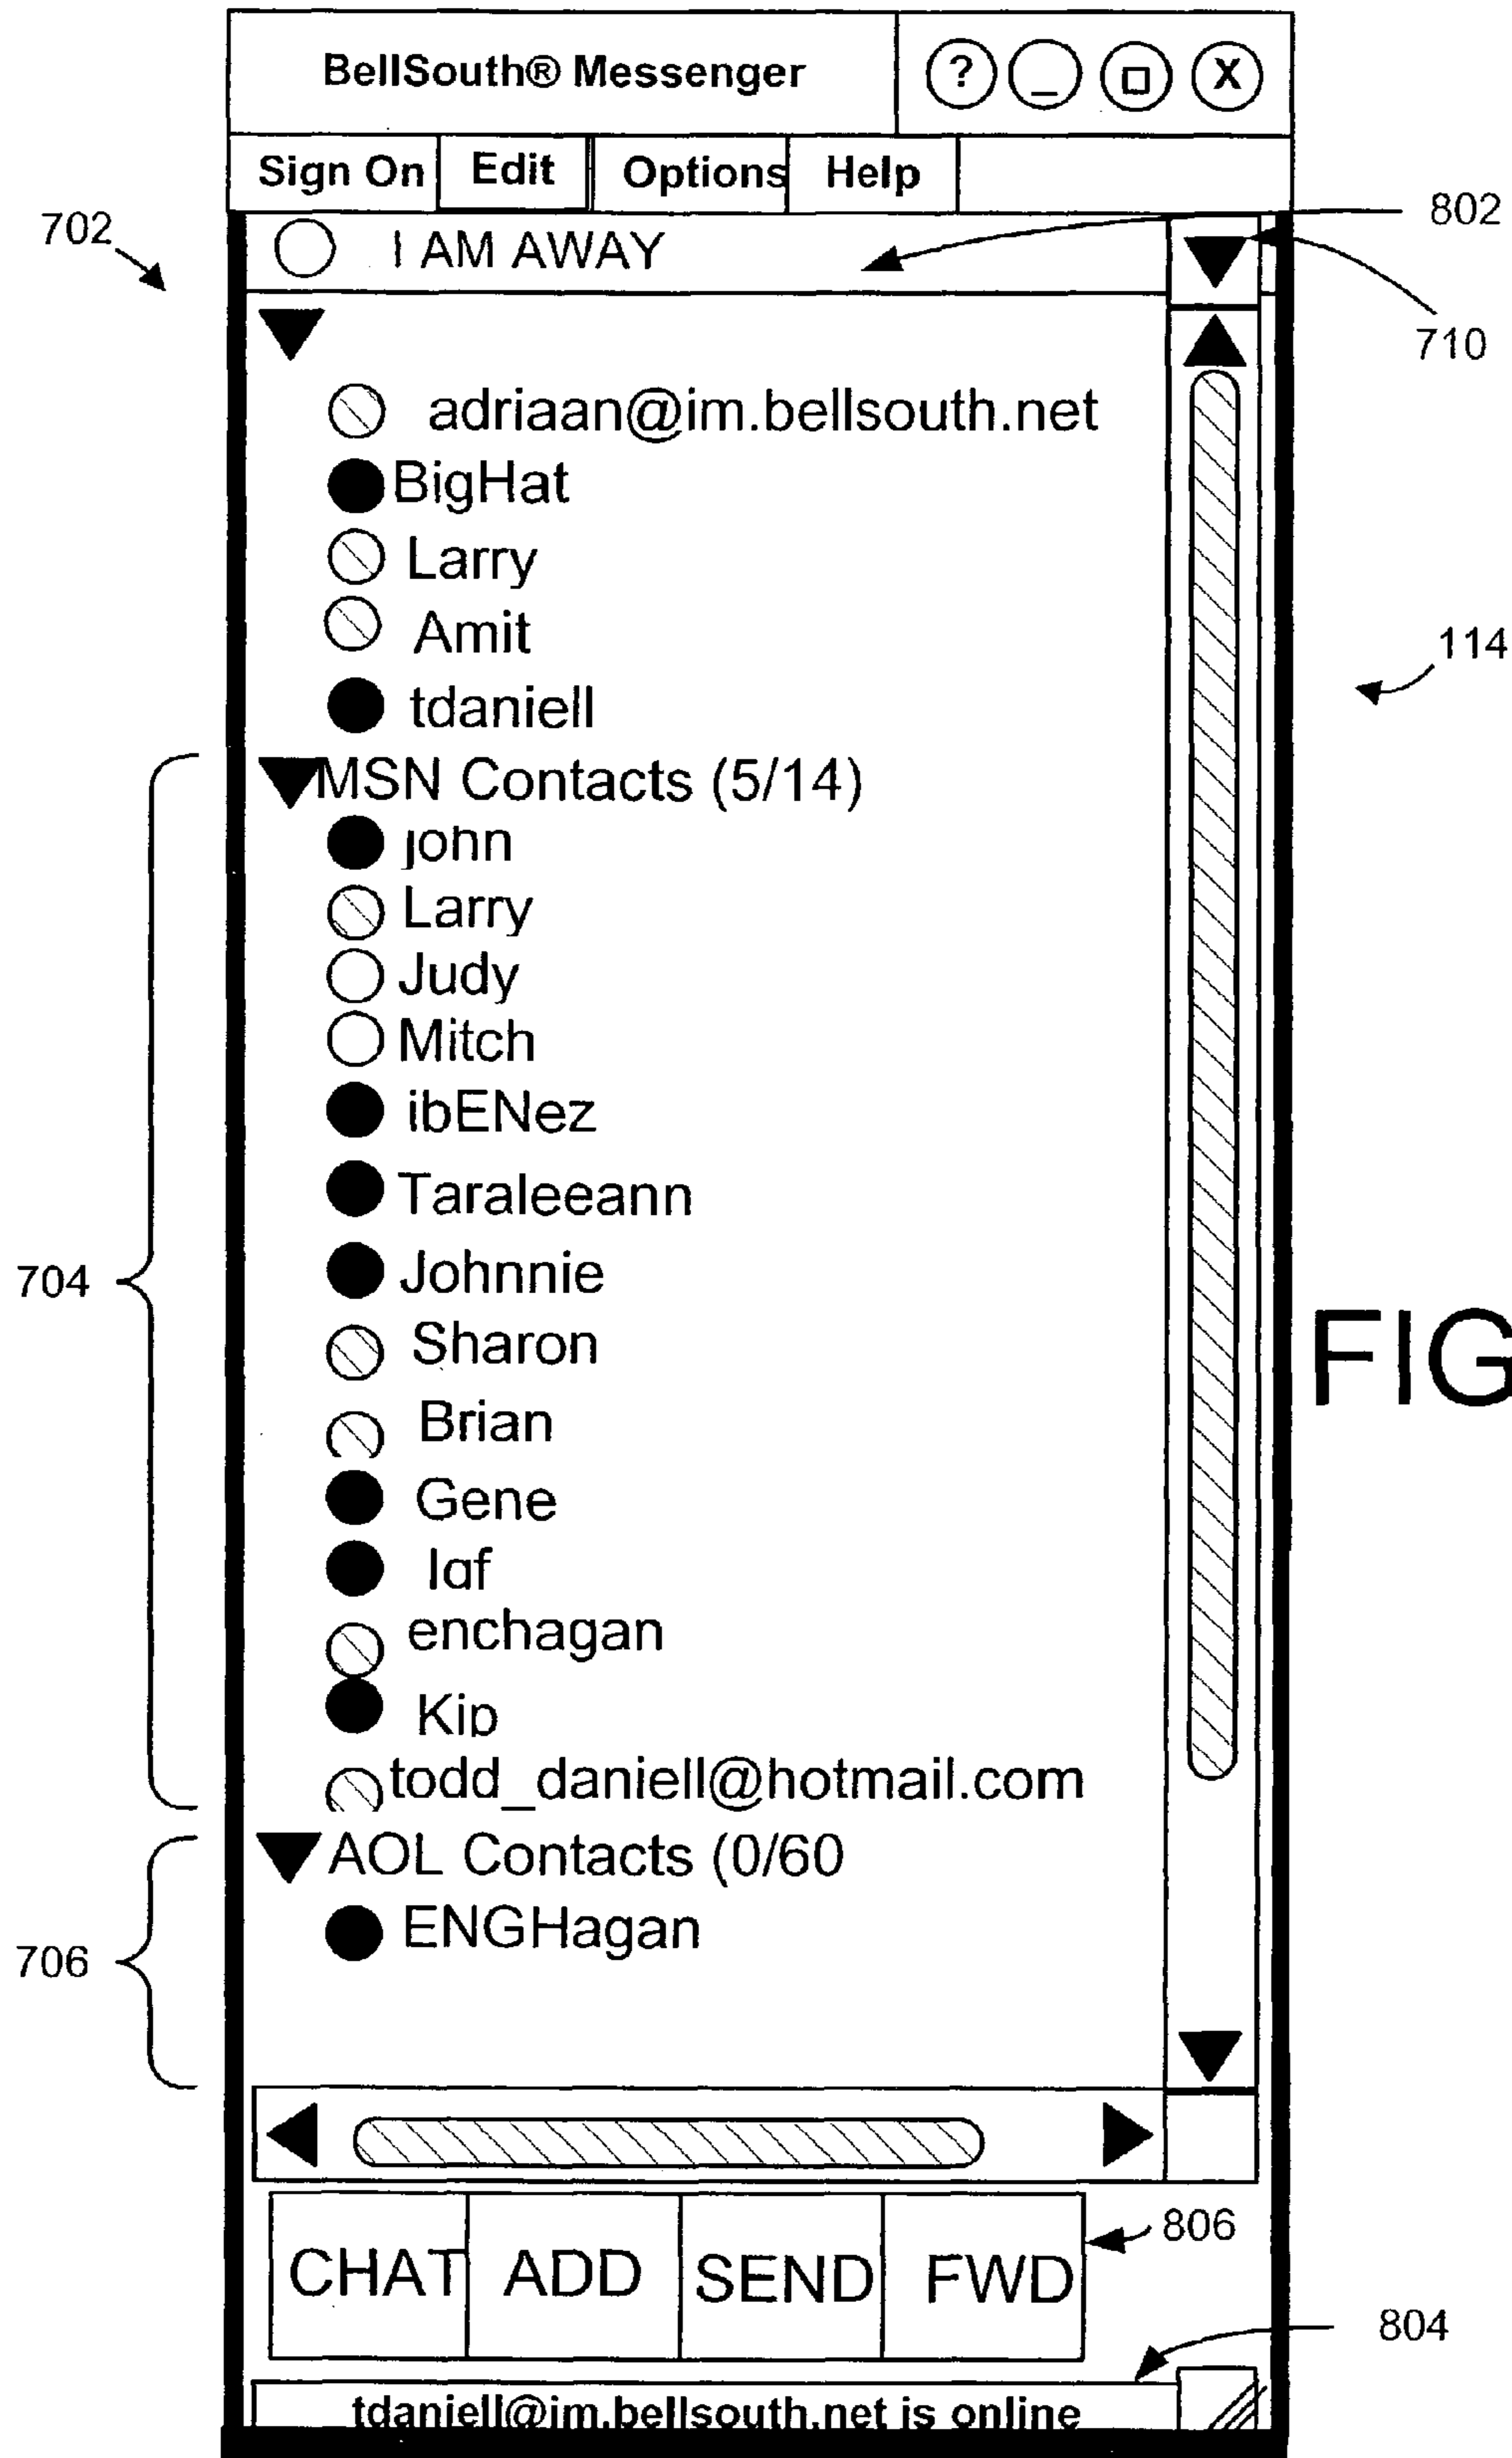 BellSouth® Messenger ? _ X
Sign On Edit Options Help
802
702
I AM AWAY
710
adriaan@im.bellsouth.net
BigHat
Larry
Amit
114
tdaniell
MSN Contacts (5/14)
john
Larry
Judy
Mitch
ibENez
Taraleeann
704
Johnnie
Sharon
FIG
Brian
Gene
enchagan
Kip
todd_daniell@hotmail.com
AOL Contacts (0/60
ENGHagan
706
806
CHAT ADD SEND FWD
804
tdaniell@im.bellsouth.net is online